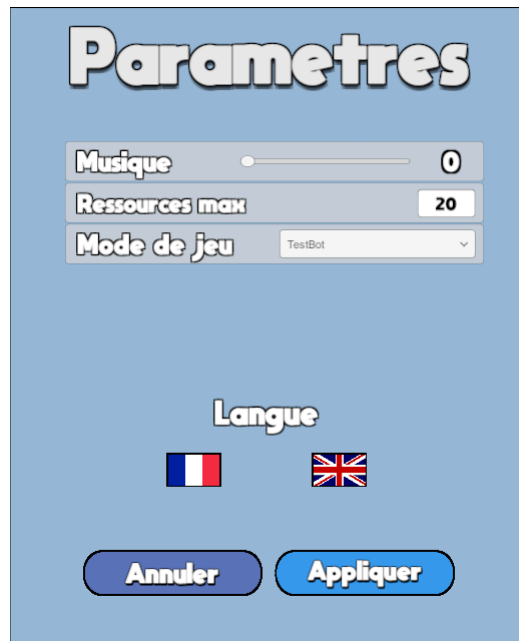 Parametres
Musique 0
Ressources max 20
Mode de jeu TestBot
Langue
Annuler Appliquer